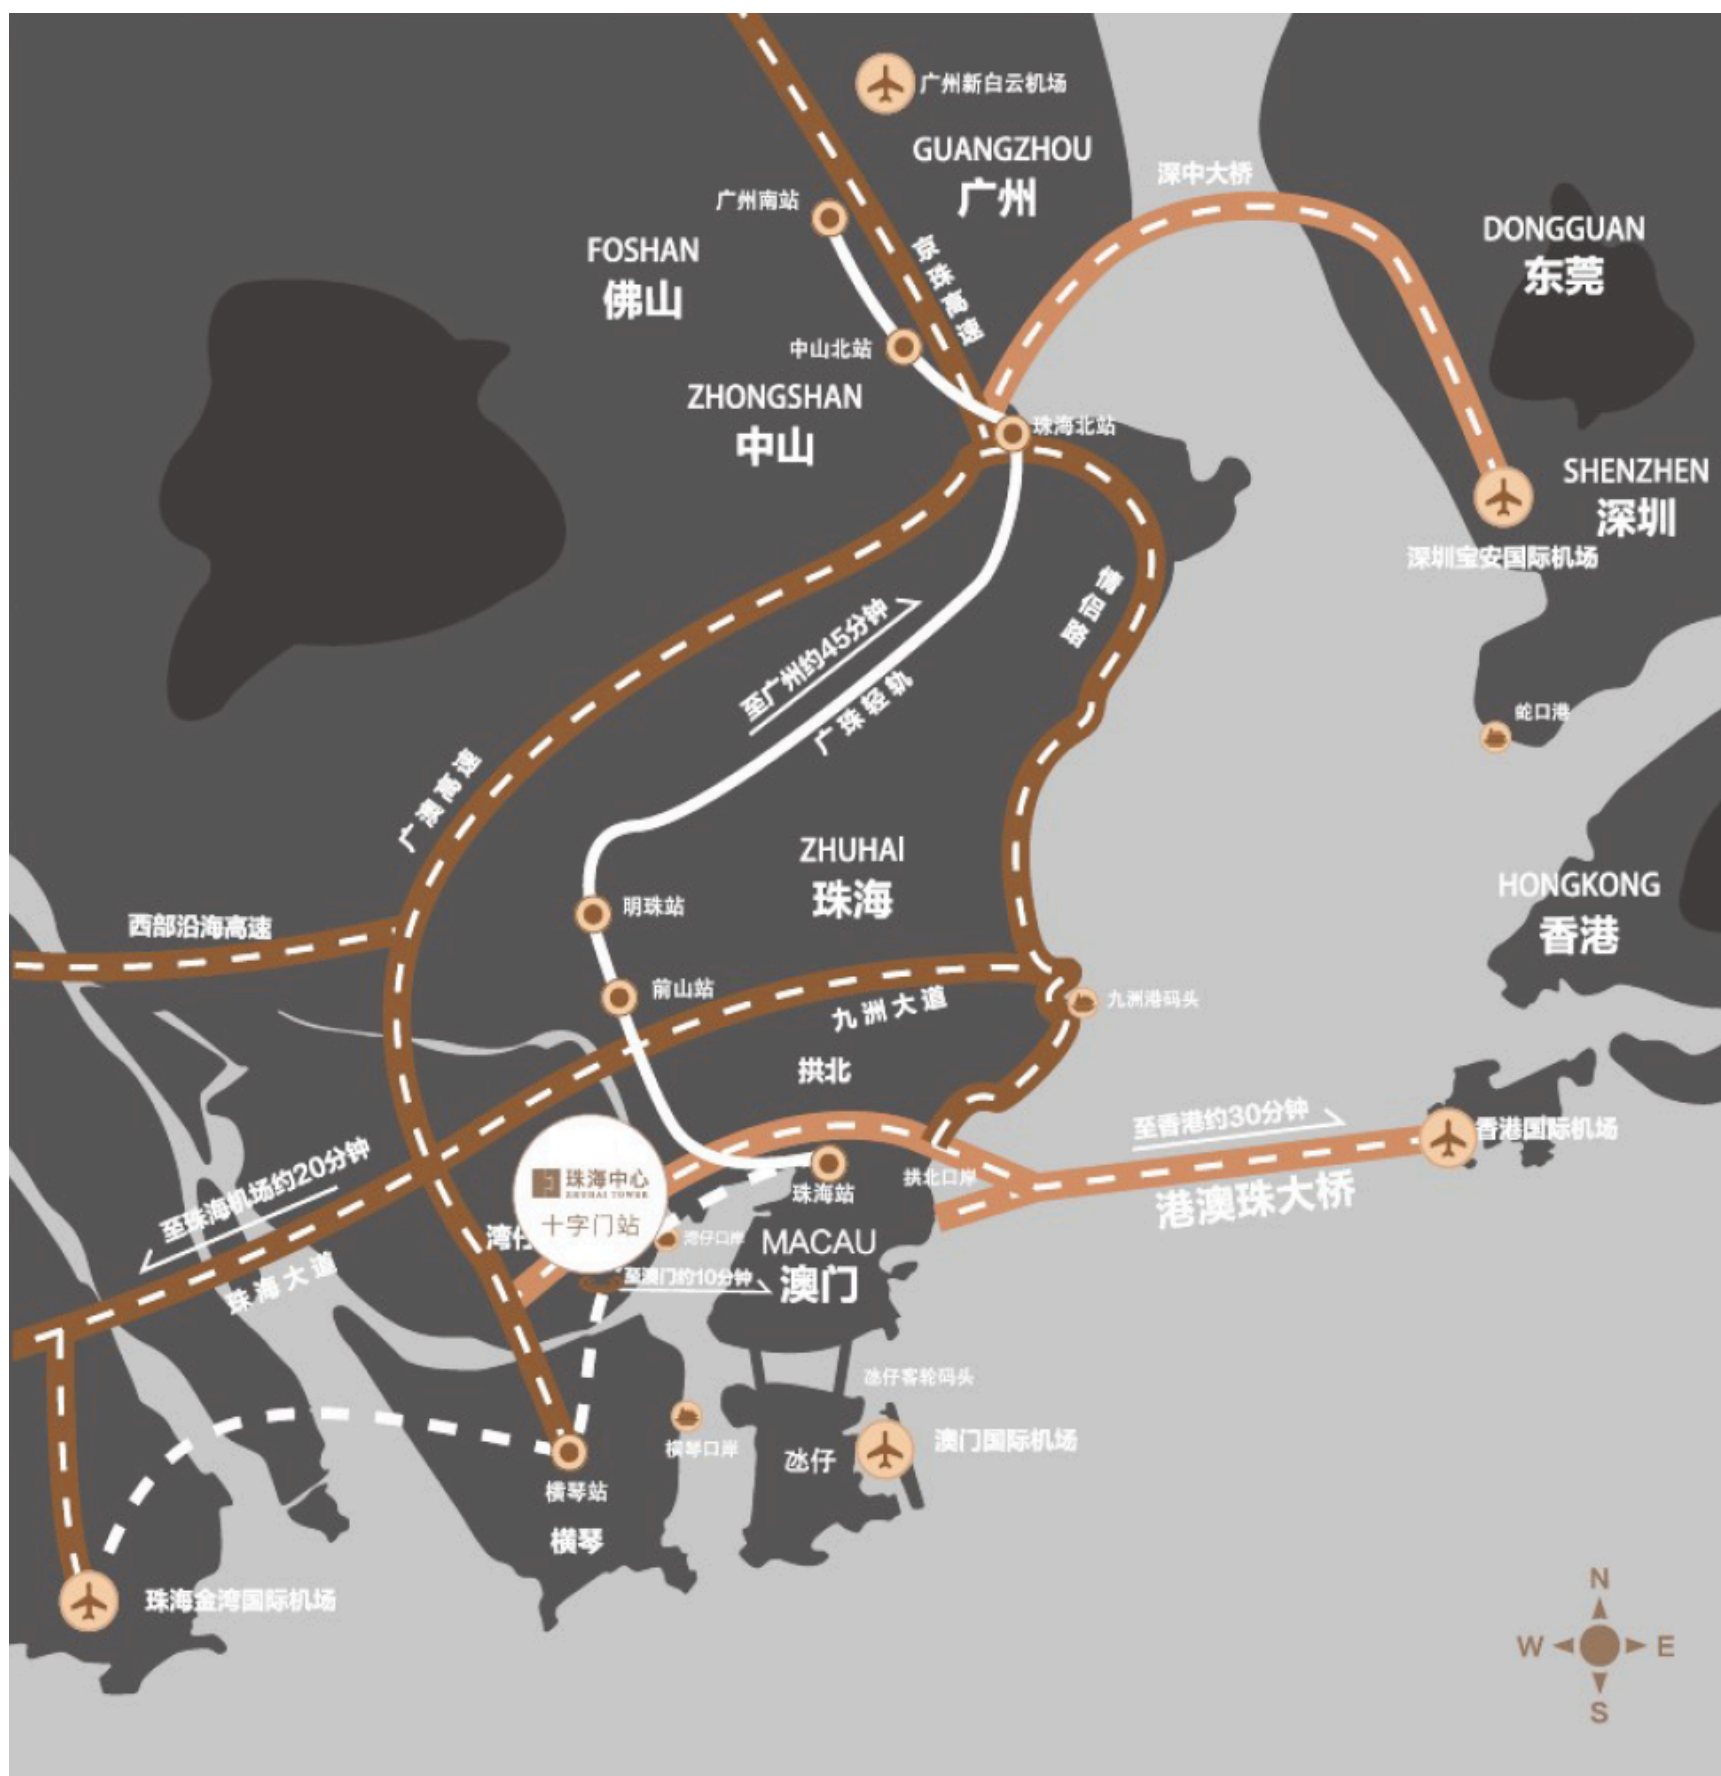 广州新白云机场
GUANGZHOU
广州
深中大桥
广州南站
DONGGUAN
东莞
FOSHAN
佛山
京珠高速
中山北站
ZHONGSHAN
中山
珠海北站
SHENZHEN
深圳
深圳宝安国际机场
情侣路
至广州约45分钟
广珠轻轨
蛇口港
广澳高速
ZHUHAI
珠海
HONGKONG
香港
明珠站
西部沿海高速
前山站
九洲大道
九洲港码头
拱北
至香港约30分钟
香港国际机场
至珠海机场约20分钟
珠海中心
ZHUHAI TOWER
十字门站
珠海站
拱北口岸
港澳珠大桥
湾仔
湾仔口岸
MACAU
澳门
至澳门约10分钟
珠海大道
氹仔客轮码头
横琴口岸
氹仔
澳门国际机场
横琴站
横琴
珠海金湾国际机场
N
W
E
S